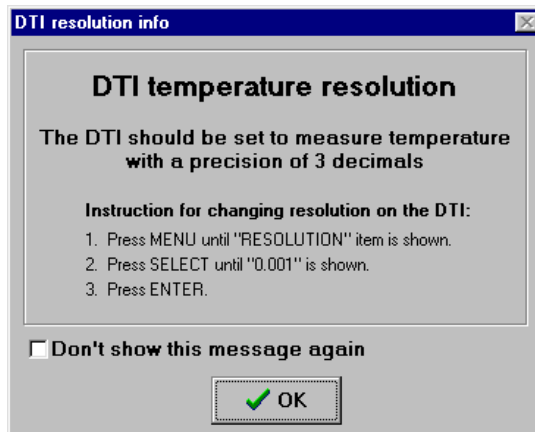 DTI resolution info
DTI temperature resolution
The DTI should be set to measure temperature
with a precision of 3 decimals
Instruction for changing resolution on the DTI:
1. Press MENU until "RESOLUTION" item is shown.
2. Press SELECT until "0.001" is shown.
3. Press ENTER.
Don't show this message again
OK